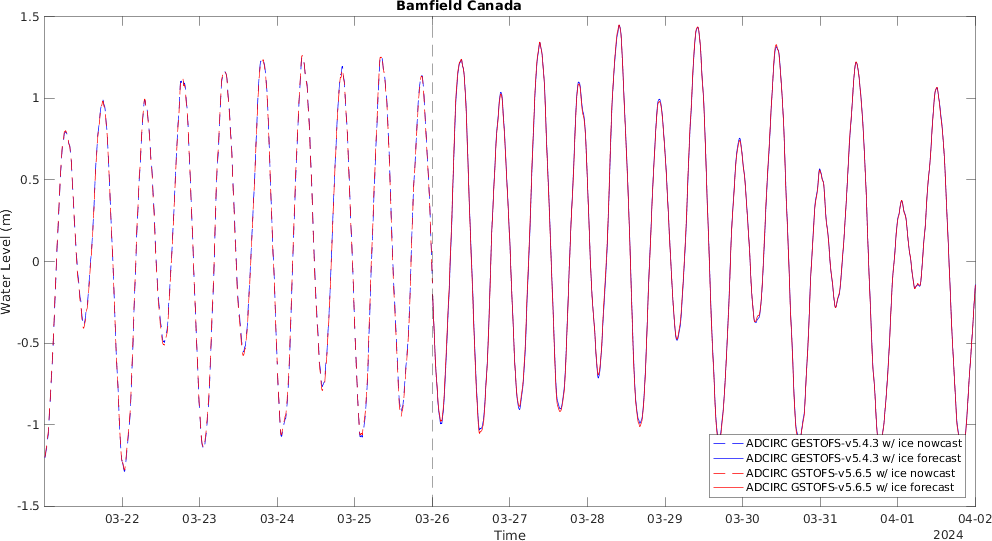 Bamfield Canada
1.5
1
0.5
0
-0.5
-1
-1.5
Water Level (m)
ADCIRC GESTOFS-v5.4.3 w/ ice nowcast
ADCIRC GESTOFS-v5.4.3 w/ ice forecast
ADCIRC GSTOFS-v5.6.5 w/ ice nowcast
ADCIRC GSTOFS-v5.6.5 w/ ice forecast
03-22 03-23 03-24 03-25 03-26 03-27 03-28 03-29 03-30 03-31 04-01 04-02
Time
2024